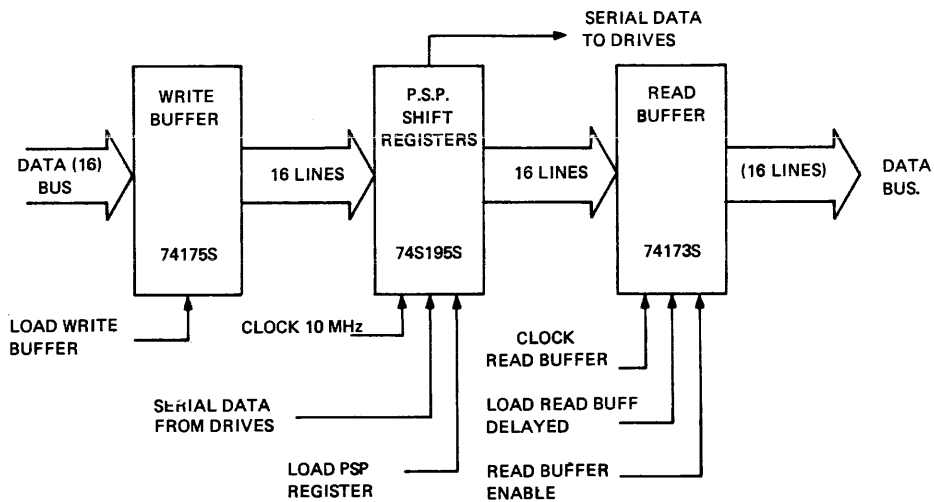 SERIAL DATA
TO DRIVES
WRITE
BUFFER
P.S.P.
SHIFT
REGISTERS
READ
BUFFER
DATA (16)
BUS
16 LINES
16 LINES
(16 LINES)
DATA
BUS.
74175S
74S195S
74173S
LOAD WRITE
BUFFER
CLOCK 10 MHz
CLOCK
READ BUFFER
SERIAL DATA
FROM DRIVES
LOAD READ BUFF
DELAYED
LOAD PSP
REGISTER
READ BUFFER
ENABLE